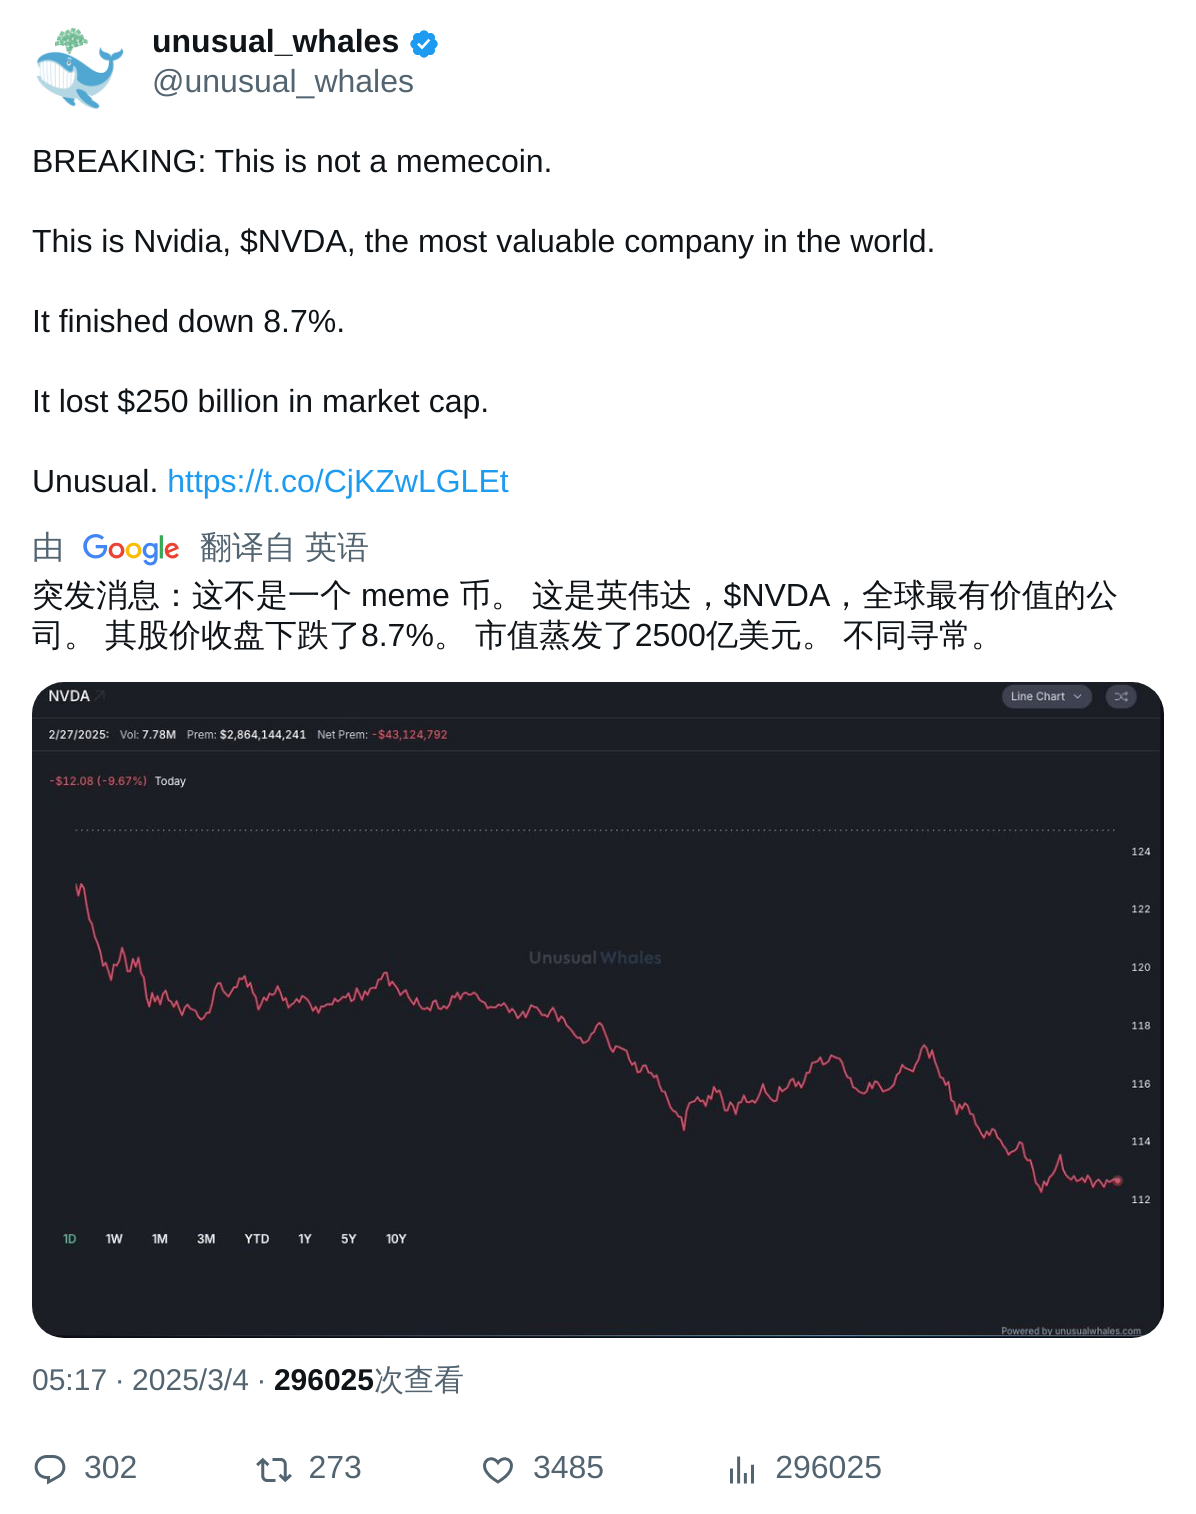 unusual_whales
@unusual_whales
BREAKING: This is not a memecoin.
This is Nvidia, $NVDA, the most valuable company in the world.
It finished down 8.7%.
It lost $250 billion in market cap.
Unusual. https://t.co/CjKZwLGLEt
由 Google 翻译自 英语
突发消息：这不是一个 meme 币。 这是英伟达，$NVDA，全球最有价值的公
司。 其股价收盘下跌了8.7%。 市值蒸发了2500亿美元。 不同寻常。
NVDA
Line Chart
2/27/2025: Vol: 7.78M Prem: $2,864,144,241 Net Prem: -$43,124,792
-$12.08 (-9.67%) Today
124
122
Unusual Whales
120
118
116
114
112
1D 1W 1M 3M YTD 1Y 5Y 10Y
Powered by unusualwhales.com
05:17 · 2025/3/4 · 296025次查看
302 273 3485 296025